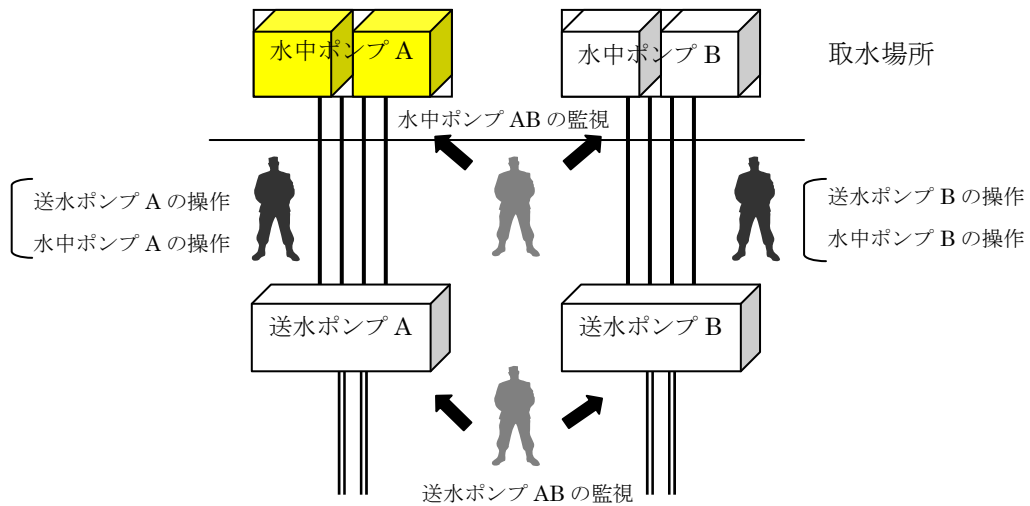 水中ポンプ A
水中ポンプ B
取水場所
水中ポンプ AB の監視
送水ポンプ A の操作
水中ポンプ A の操作
送水ポンプ B の操作
水中ポンプ B の操作
送水ポンプ A
送水ポンプ B
送水ポンプ AB の監視